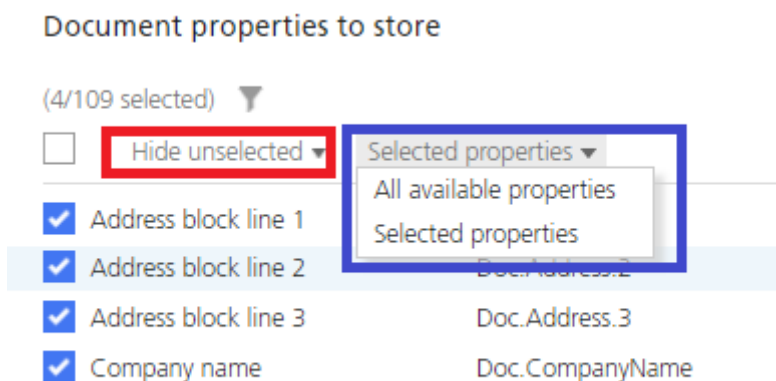 Document properties to store
(4/109 selected)
Hide unselected Selected properties
All available properties
Selected properties
Address block line 1
Address block line 2 Doc.Address.2
Address block line 3 Doc.Address.3
Company name Doc.CompanyName